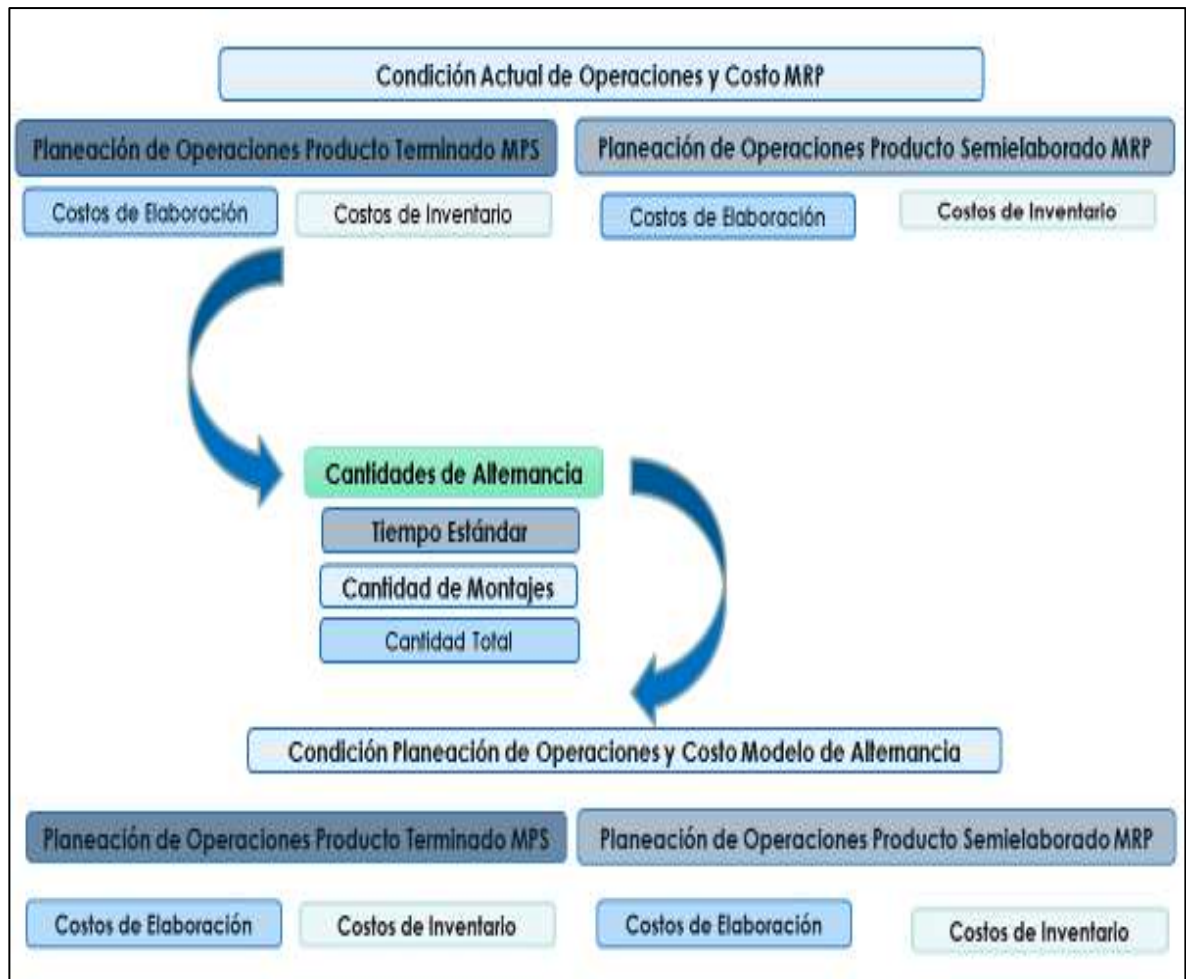 Condición Actual de Operaciones y Costo MRP
Planeación de Operaciones Producto Terminado MPS
Planeación de Operaciones Producto Semielaborado MRP
Costos de Elaboración
Costos de Inventario
Costos de Elaboración
Costos de Inventario
Cantidades de Alternancia
Tiempo Estándar
Cantidad de Montajes
Cantidad Total
Condición Planeación de Operaciones y Costo Modelo de Alternancia
Planeación de Operaciones Producto Terminado MPS
Planeación de Operaciones Producto Semielaborado MRP
Costos de Elaboración
Costos de Inventario
Costos de Elaboración
Costos de Inventario